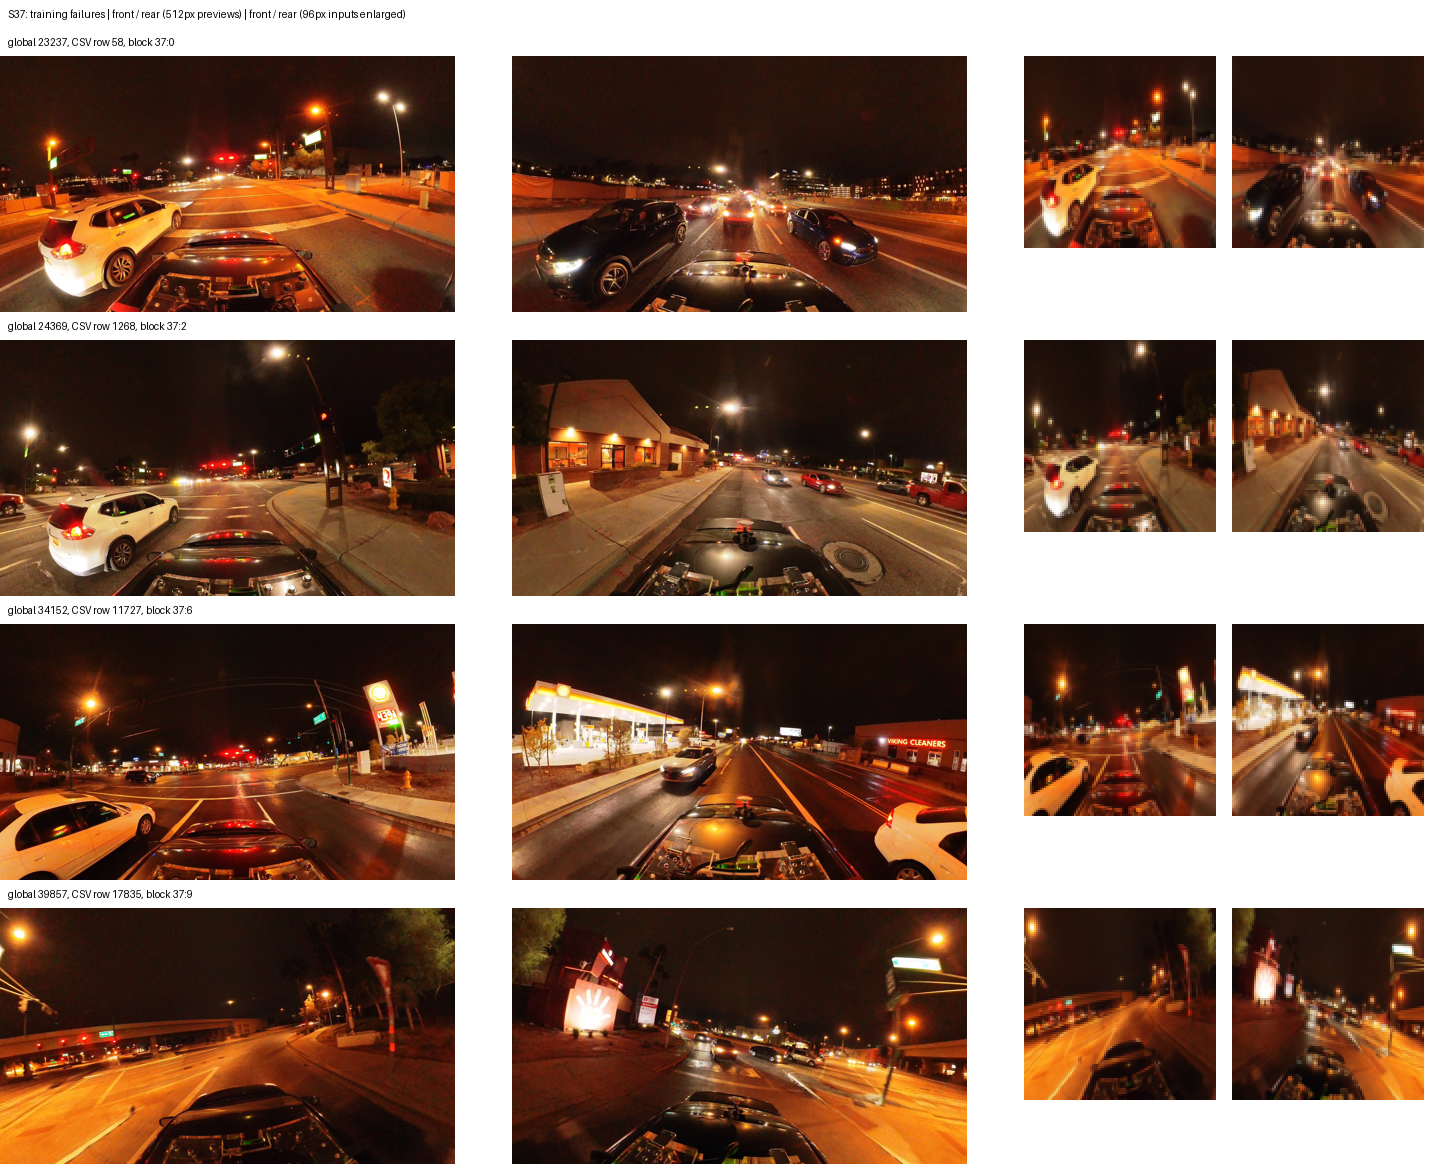 S37: training failures | front / rear (512px previews) | front / rear (96px inputs enlarged)
global 23237, CSV row 58, block 37:0
global 24369, CSV row 1268, block 37:2
global 34152, CSV row 11727, block 37:6
VIKING CLEANERS
global 39857, CSV row 17835, block 37:9